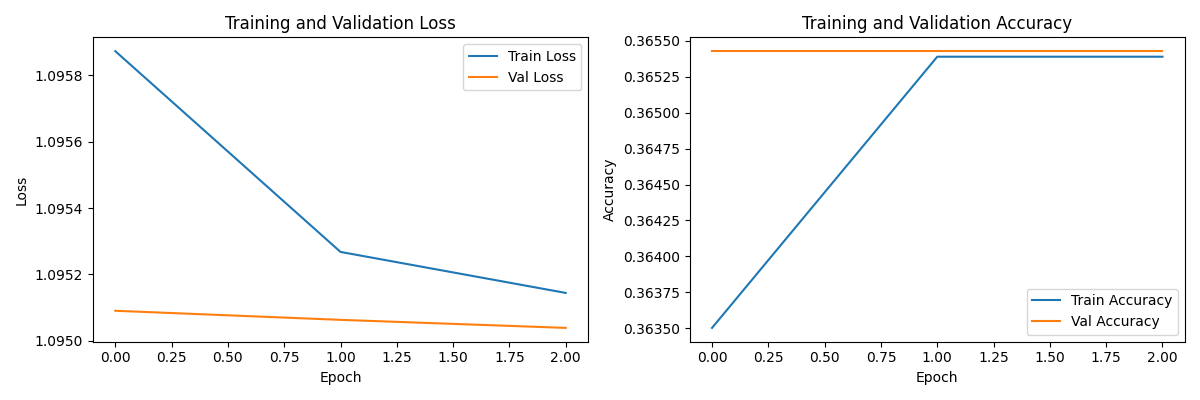 Training and Validation Loss
Train Loss
Val Loss
1.0958
1.0956
1.0954
1.0952
1.0950
Loss
0.00 0.25 0.50 0.75 1.00 1.25 1.50 1.75 2.00
Epoch
Training and Validation Accuracy
0.36550
0.36525
0.36500
0.36475
0.36450
0.36425
0.36400
0.36375
0.36350
Accuracy
Train Accuracy
Val Accuracy
0.00 0.25 0.50 0.75 1.00 1.25 1.50 1.75 2.00
Epoch